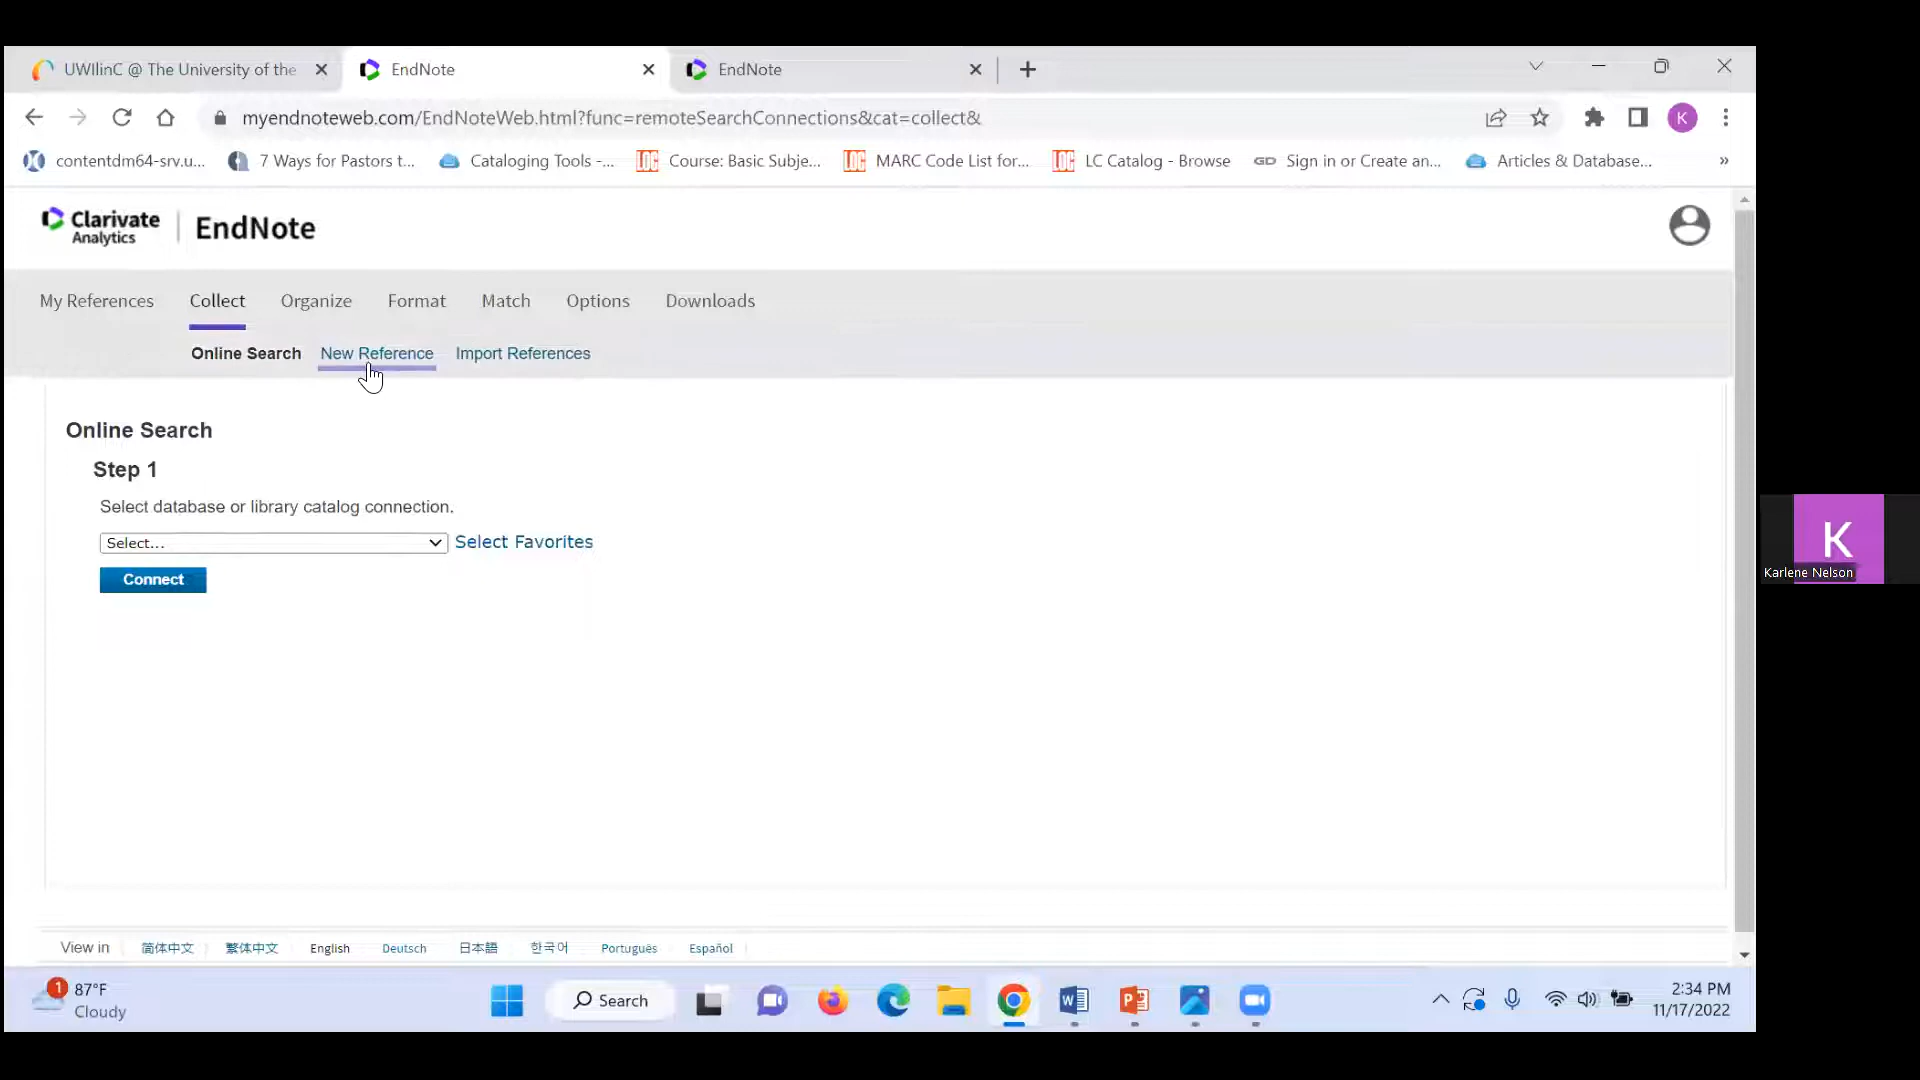 UWIlinC @ The University of the
EndNote
EndNote
myendnoteweb.com/EndNoteWeb.html?func=remoteSearchConnections&cat=collect&
K
contentdm64-srv.u...
7 Ways for Pastors t...
Cataloging Tools -...
Course: Basic Subje...
MARC Code List for...
LC Catalog - Browse
GD
Sign in or Create an...
Articles & Database...
»
Clarivate
Analytics
EndNote
My References Collect Organize Format Match Options Downloads
Online Search New Reference Import References
Online Search
Step 1
Select database or library catalog connection.
Select... Select Favorites
Connect
K
Karlene Nelson
View in 简体中文 繁体中文 English Deutsch 日本語 한국어 Português Español
1
87°F
Cloudy
Search
2:34 PM
11/17/2022